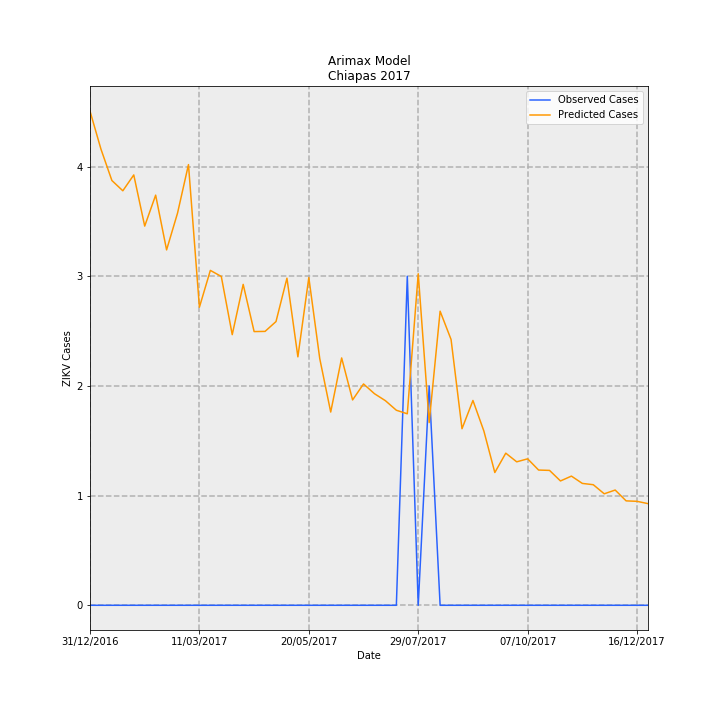 Arimax Model
Chiapas 2017
Observed Cases
Predicted Cases
ZIKV Cases
4
3
2
1
0
31/12/2016
11/03/2017
20/05/2017
29/07/2017
07/10/2017
16/12/2017
Date